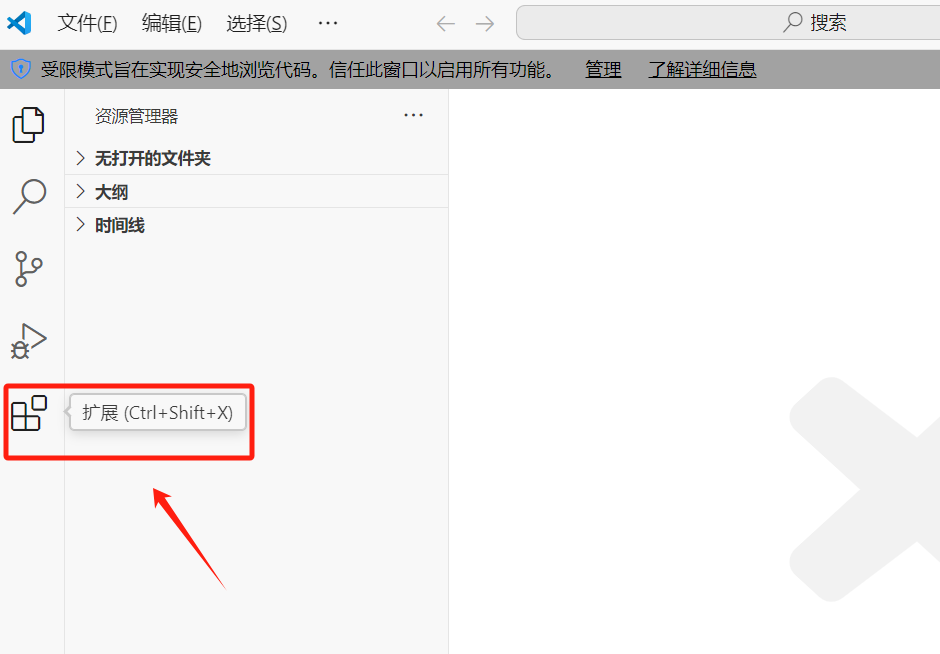 文件(F) 编辑(E) 选择(S) ··· 搜索
受限模式旨在实现安全地浏览代码。信任此窗口以启用所有功能。 管理 了解详细信息
资源管理器 ···
无打开的文件夹
大纲
时间线
扩展 (Ctrl+Shift+X)